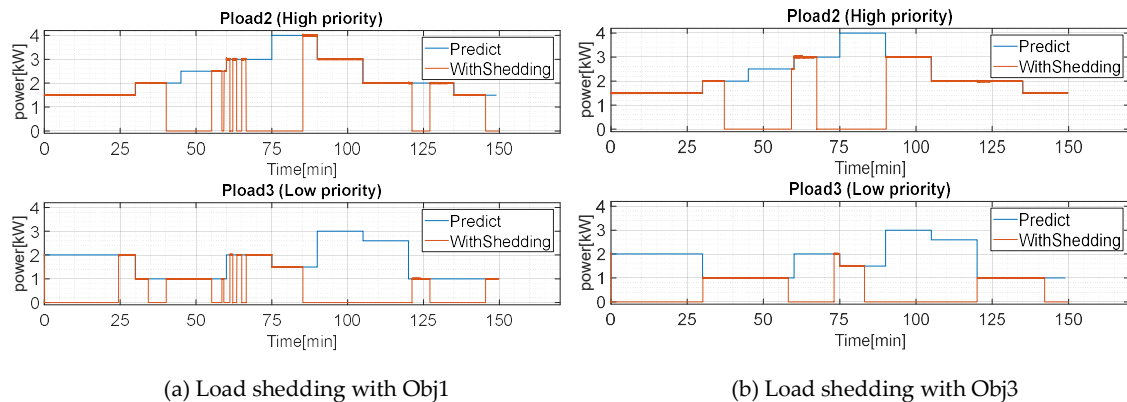 Pload2 (High priority)
power[kW]
4
3
2
1
0
Predict
WithShedding
0 25 50 75 100 125 150
Time[min]
Pload3 (Low priority)
power[kW]
4
3
2
1
0
Predict
WithShedding
0 25 50 75 100 125 150
Time[min]
(a) Load shedding with Obj1
Pload2 (High priority)
power[kW]
4
3
2
1
0
Predict
WithShedding
0 25 50 75 100 125 150
Time[min]
Pload3 (Low priority)
power[kW]
4
3
2
1
0
Predict
WithShedding
0 25 50 75 100 125 150
Time[min]
(b) Load shedding with Obj3